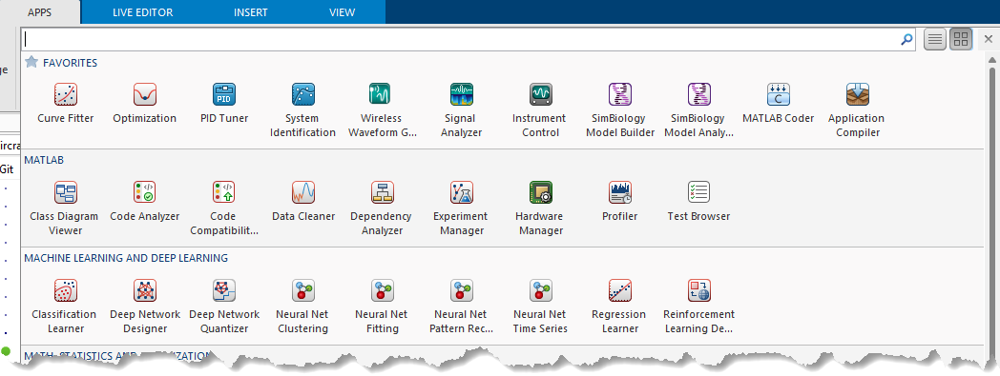 APPS LIVE EDITOR INSERT VIEW
FAVORITES
ge
Curve Fitter Optimization PID Tuner System Wireless Signal Instrument SimBiology SimBiology MATLAB Coder Application
Identification Waveform G... Analyzer Control Model Builder Model Analy... Compiler
PID
C
ircra
MATLAB
Git
Class Diagram Code Analyzer Code Data Cleaner Dependency Experiment Hardware Profiler Test Browser
Viewer Compatibilit... Analyzer Manager Manager
MACHINE LEARNING AND DEEP LEARNING
Classification Deep Network Deep Network Neural Net Neural Net Neural Net Neural Net Regression Reinforcement
Learner Designer Quantizer Clustering Fitting Pattern Rec... Time Series Learner Learning De...
MATH, STATISTICS AND OPTIMIZATION